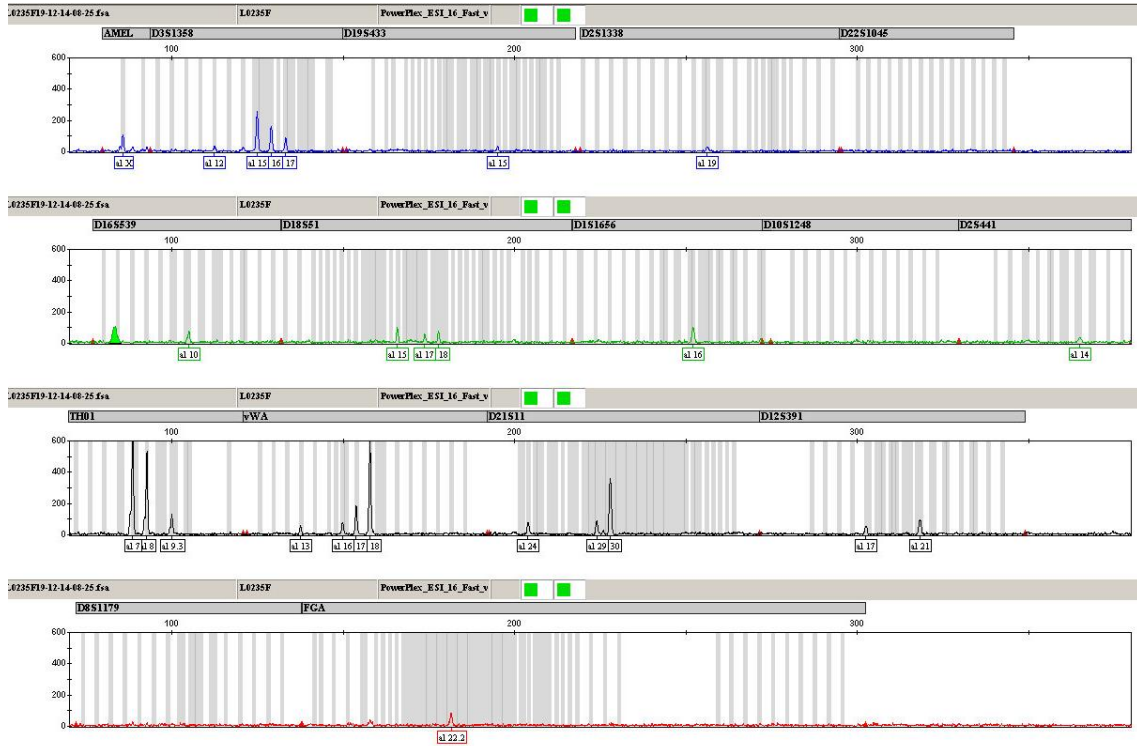 L0235F19-12-14-08-25.fsa L0235F PowerPlex_ESI_16_Fast_v
AMEL D3S1358 D19S433 D2S1338 D22S1045
100 200 300
600
400
200
0
al X al 12 al 15 16 17 al 15 al 19
L0235F19-12-14-08-25.fsa L0235F PowerPlex_ESI_16_Fast_v
D16S539 D18S51 D1S1656 D10S1248 D2S441
100 200 300
600
400
200
0
al 10 al 15 al 17 18 al 16 al 14
L0235F19-12-14-08-25.fsa L0235F PowerPlex_ESI_16_Fast_v
TH01 vWA D21S11 D12S391
100 200 300
600
400
200
0
al 7 al 8 al 9.3 al 13 al 16 17 18 al 24 al 29 30 al 17 al 21
L0235F19-12-14-08-25.fsa L0235F PowerPlex_ESI_16_Fast_v
D8S1179 FGA
100 200 300
600
400
200
0
al 22.2